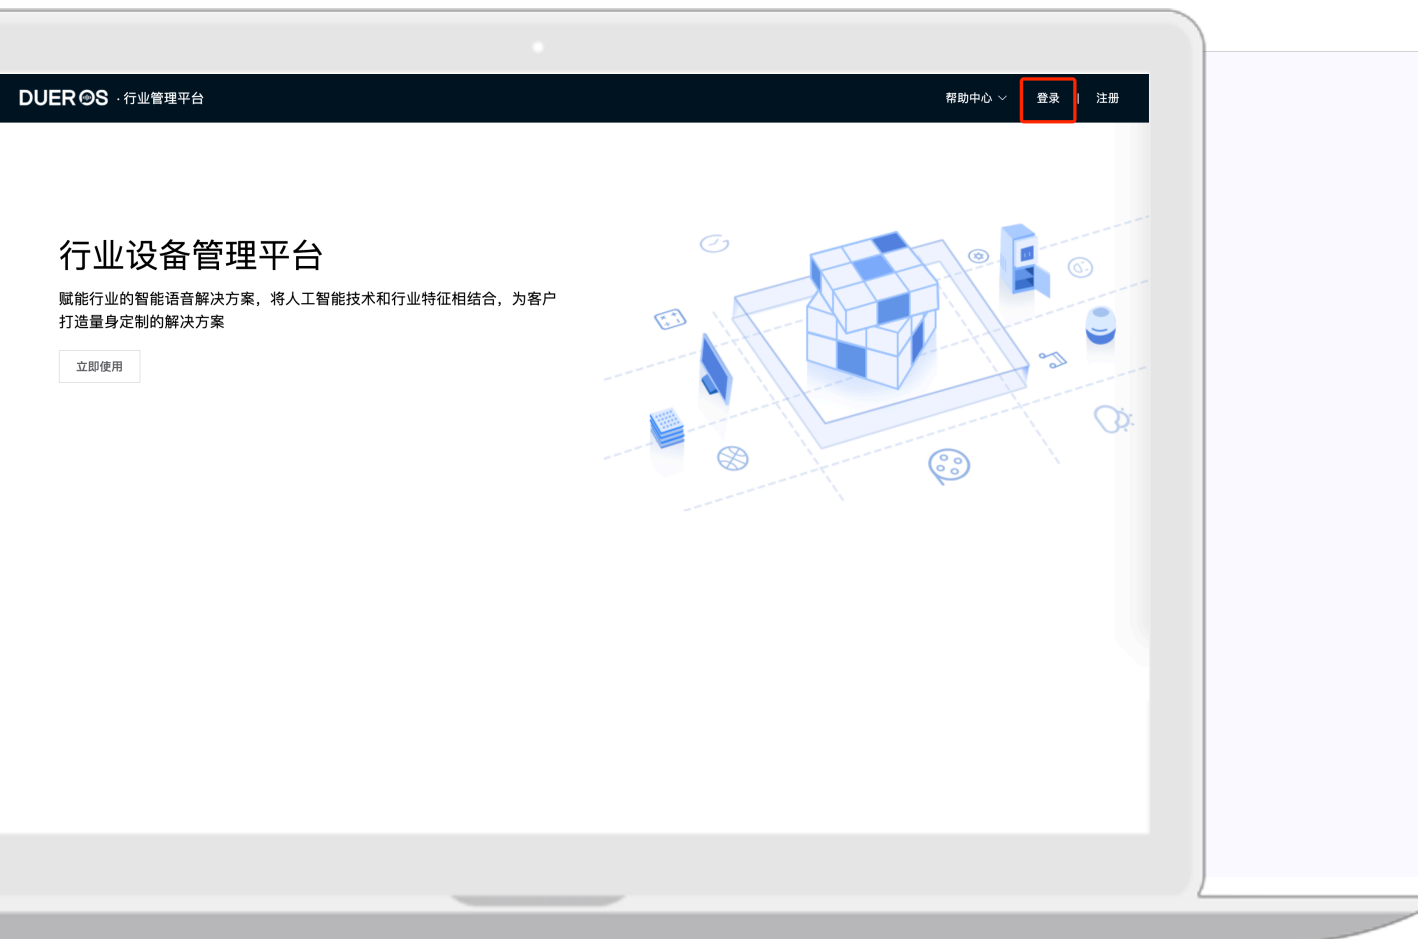 DUEROS · 行业管理平台
帮助中心 登录 | 注册
行业设备管理平台
赋能行业的智能语音解决方案，将人工智能技术和行业特征相结合，为客户
打造量身定制的解决方案
立即使用